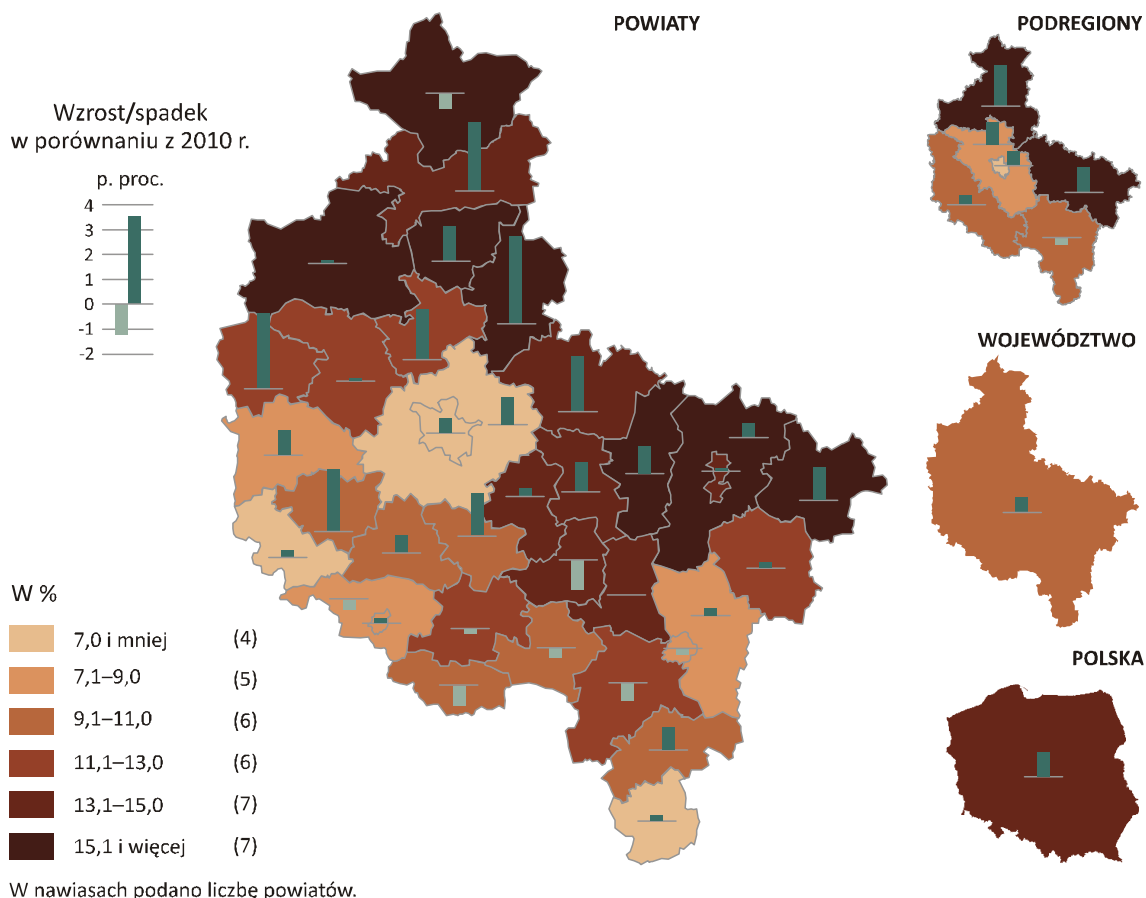 POWIATY
PODREGIONY
Wzrost/spadek
w porównaniu z 2010 r.
p. proc.
4
3
2
1
0
-1
-2
WOJEWÓDZTWO
POLSKA
W %
7,0 i mniej (4)
7,1–9,0 (5)
9,1–11,0 (6)
11,1–13,0 (6)
13,1–15,0 (7)
15,1 i więcej (7)
W nawiasach podano liczbę powiatów.